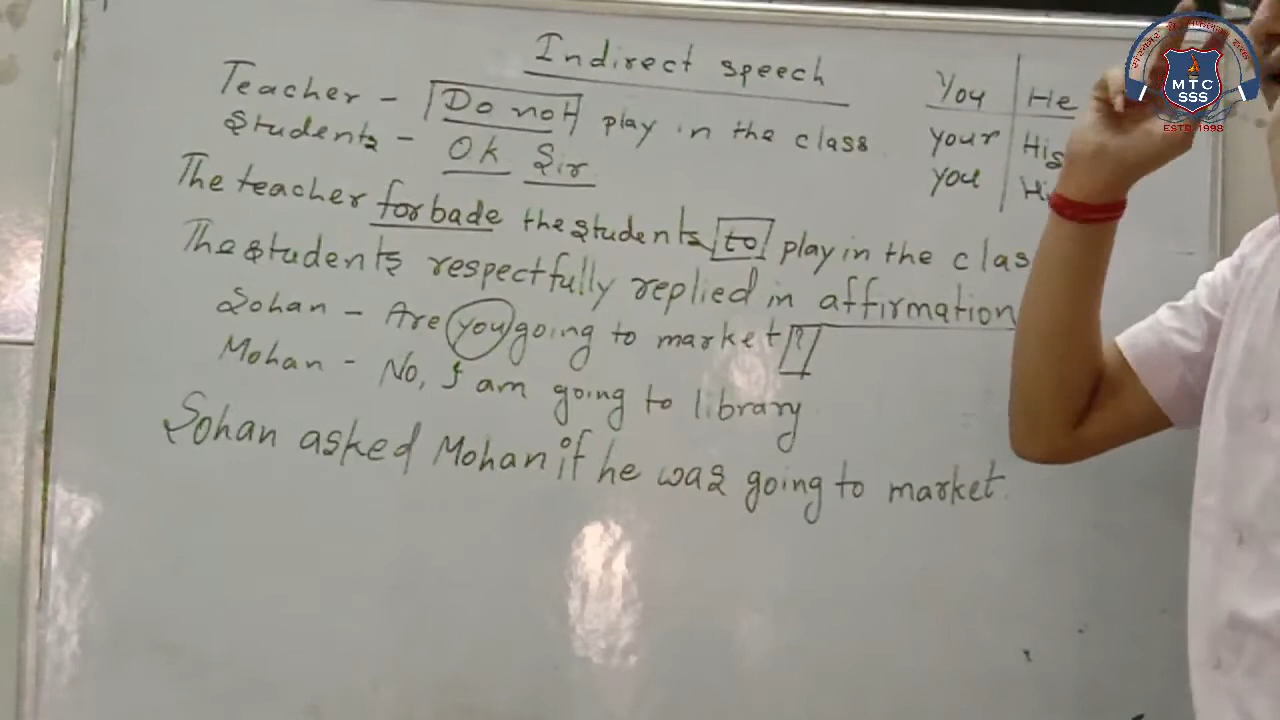 Indirect speech
Teacher - Do not play in the class
Students - Ok Sir
The teacher forbade the students to play in the clas
The students respectfully replied in affirmation
Sohan - Are you going to market?
Mohan - No, I am going to library
Sohan asked Mohan if he was going to market.
You He
your His
you Hi
MTC
SSS
ESTD. 1998